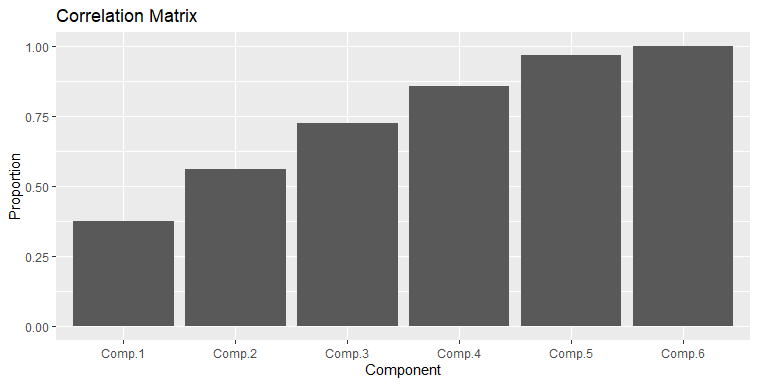 Correlation Matrix
1.00
0.75
0.50
0.25
0.00
Proportion
Comp.1 Comp.2 Comp.3 Comp.4 Comp.5 Comp.6
Component